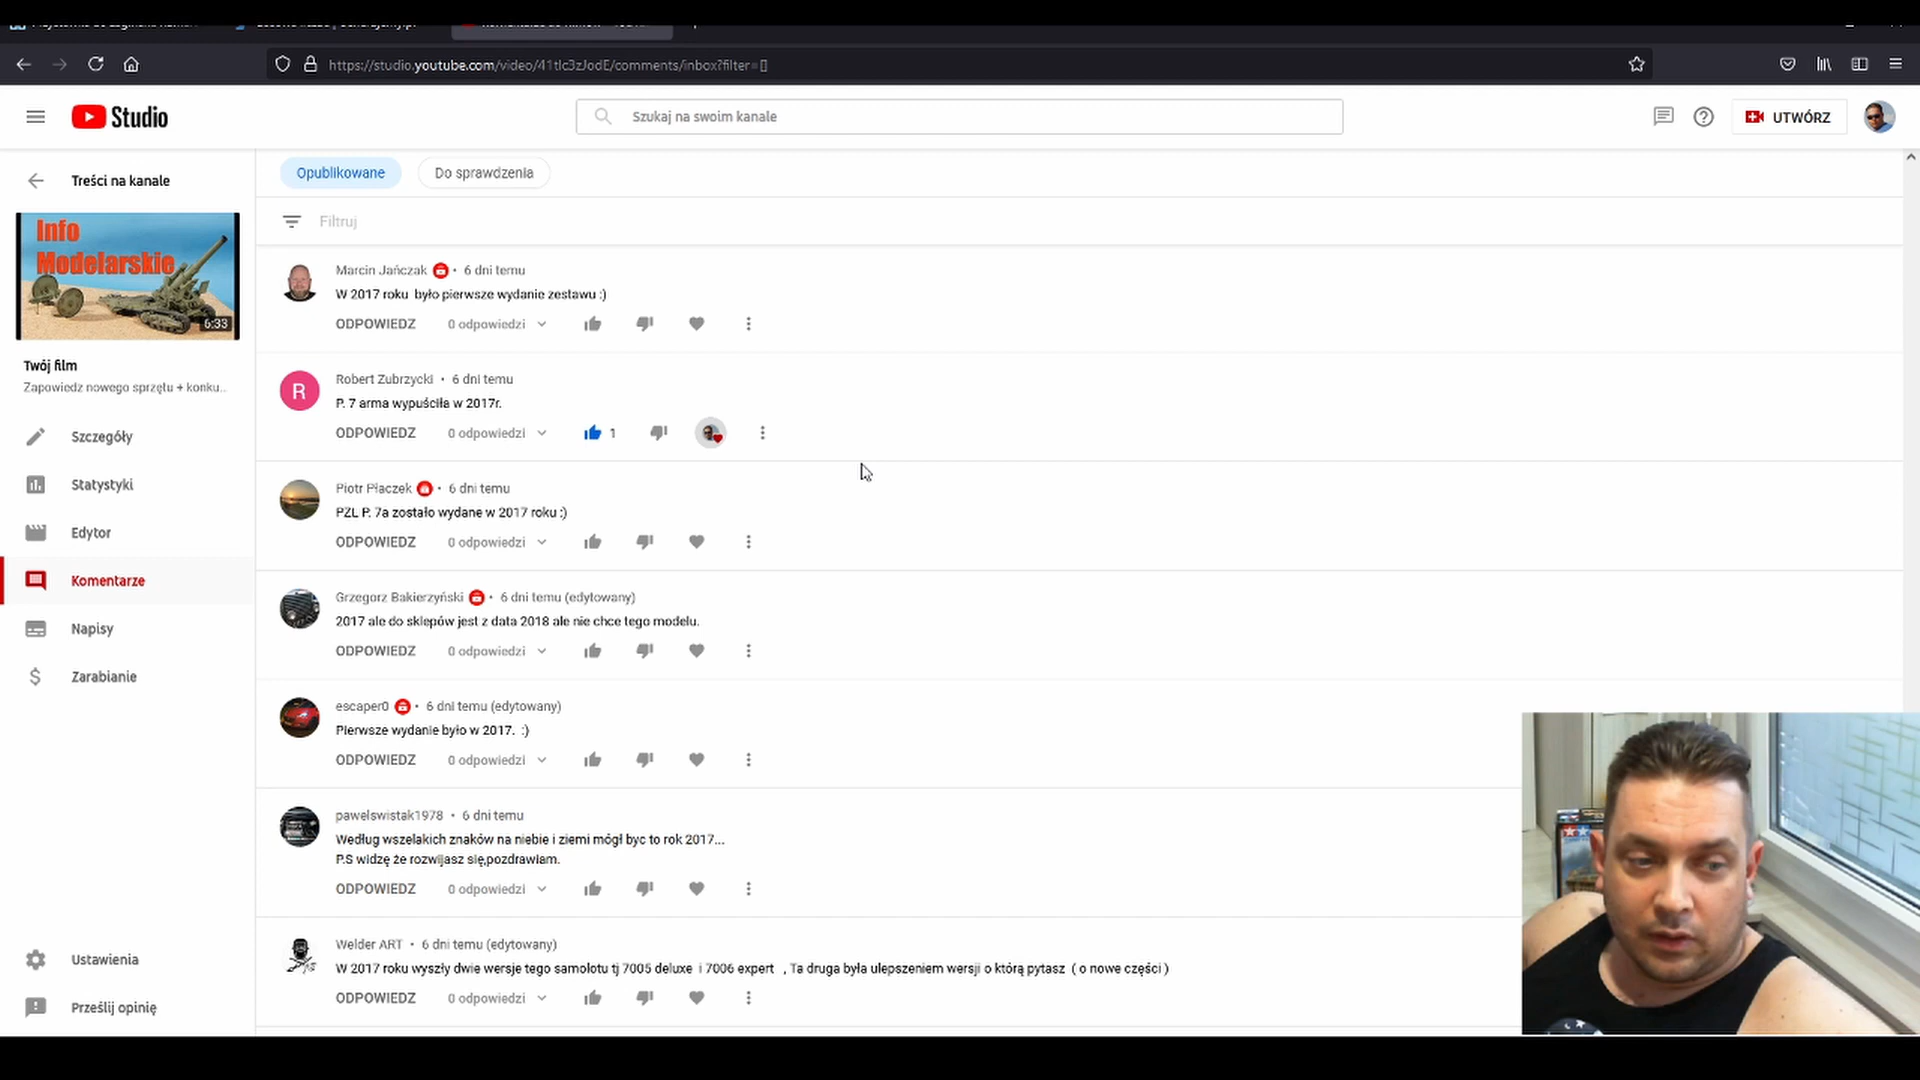 https://studio.youtube.com/video/41tlc3zJodE/comments/inbox?filter=[]
Studio
Szukaj na swoim kanale
UTWÓRZ
Treści na kanale
Opublikowane
Do sprawdzenia
Filtruj
Info
Modelarskie
6:33
Twój film
Zapowiedz nowego sprzętu + konku...
Szczegóły
Statystyki
Edytor
Komentarze
Napisy
Zarabianie
Ustawienia
Prześlij opinię
Marcin Jańczak • 6 dni temu
W 2017 roku było pierwsze wydanie zestawu :)
ODPOWIEDZ 0 odpowiedzi
R
Robert Zubrzycki • 6 dni temu
P. 7 arma wypuściła w 2017r.
ODPOWIEDZ 0 odpowiedzi 1
Piotr Płaczek • 6 dni temu
PZL P. 7a zostało wydane w 2017 roku :)
ODPOWIEDZ 0 odpowiedzi
Grzegorz Bakierzyński • 6 dni temu (edytowany)
2017 ale do sklepów jest z data 2018 ale nie chce tego modelu.
ODPOWIEDZ 0 odpowiedzi
escaper0 • 6 dni temu (edytowany)
Pierwsze wydanie było w 2017. :)
ODPOWIEDZ 0 odpowiedzi
pawelswistak1978 • 6 dni temu
Według wszelakich znaków na niebie i ziemi mógł byc to rok 2017...
P.S widzę że rozwijasz się,pozdrawiam.
ODPOWIEDZ 0 odpowiedzi
Welder ART • 6 dni temu (edytowany)
W 2017 roku wyszły dwie wersje tego samolotu tj 7005 deluxe i 7006 expert , Ta druga była ulepszeniem wersji o którą pytasz ( o nowe części )
ODPOWIEDZ 0 odpowiedzi